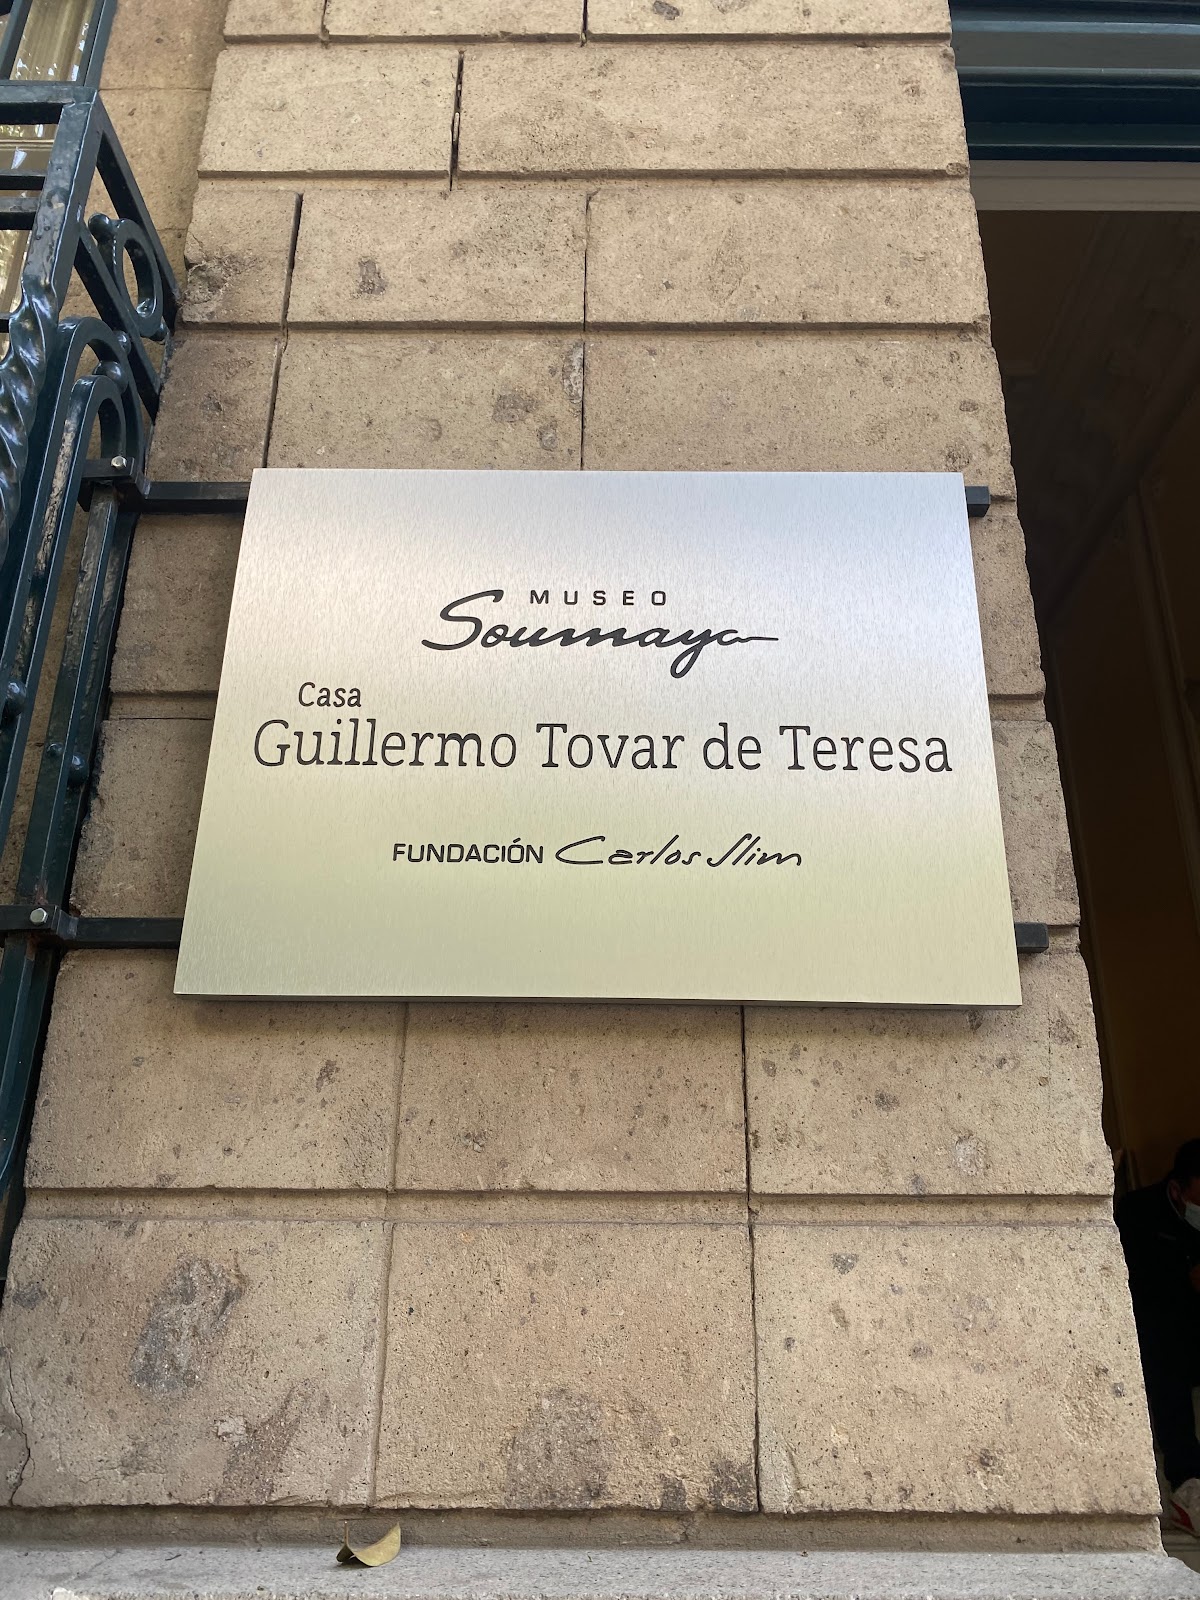 MUSEO
Soumaya
Casa
Guillermo Tovar de Teresa
FUNDACIÓN Carlos Slim